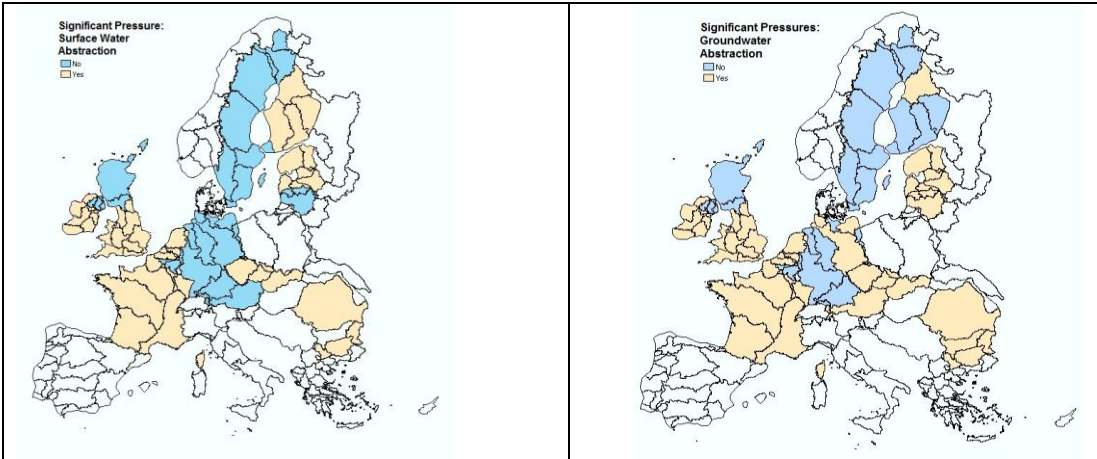 Significant Pressure:
Surface Water
Abstraction
No
Yes
Significant Pressures:
Groundwater
Abstraction
No
Yes